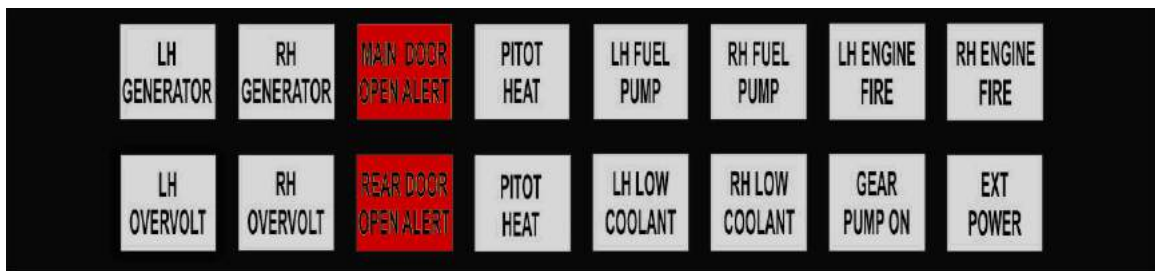 LH
GENERATOR
RH
GENERATOR
MAIN DOOR
OPEN ALERT
PITOT
HEAT
LH FUEL
PUMP
RH FUEL
PUMP
LH ENGINE
FIRE
RH ENGINE
FIRE
LH
OVERVOLT
RH
OVERVOLT
REAR DOOR
OPEN ALERT
PITOT
HEAT
LH LOW
COOLANT
RH LOW
COOLANT
GEAR
PUMP ON
EXT
POWER